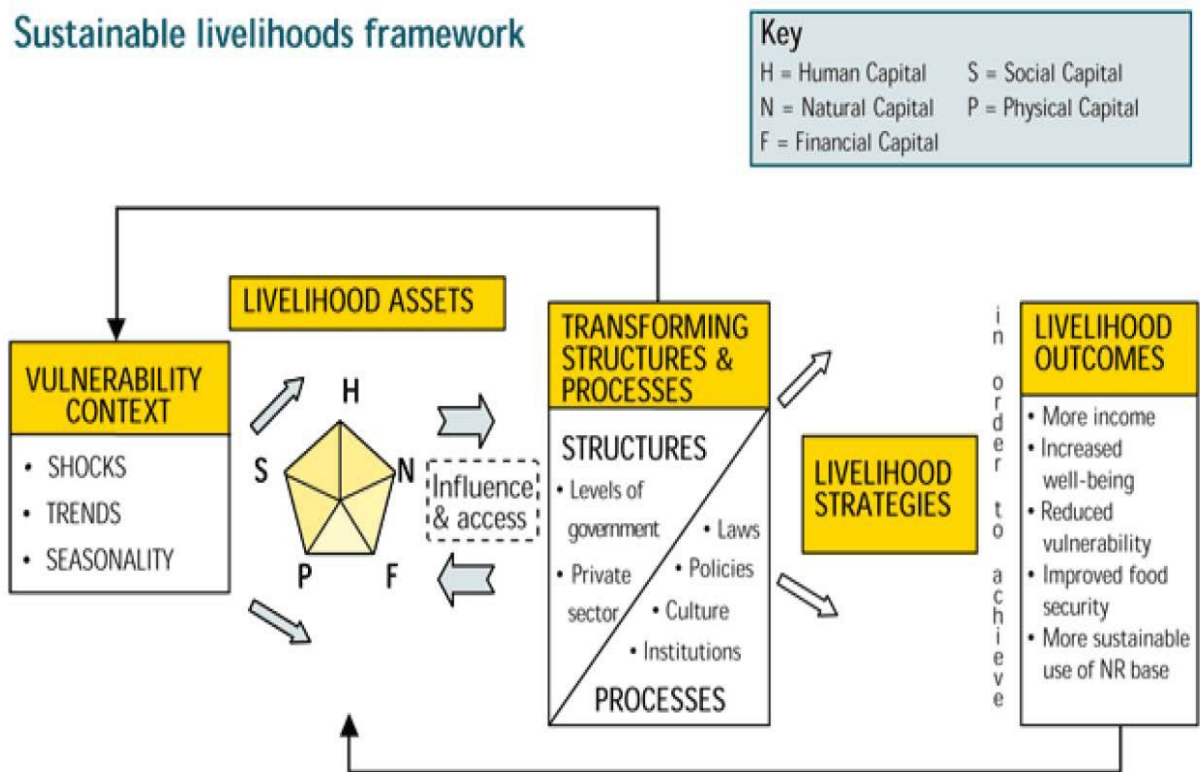 Sustainable livelihoods framework
Key
H = Human Capital
S = Social Capital
N = Natural Capital
P = Physical Capital
F = Financial Capital
LIVELIHOOD ASSETS
VULNERABILITY
CONTEXT
• SHOCKS
• TRENDS
• SEASONALITY
H
S
N
P
F
Influence
& access
TRANSFORMING
STRUCTURES &
PROCESSES
STRUCTURES
• Levels of
government
• Private
sector
• Laws
• Policies
• Culture
• Institutions
PROCESSES
LIVELIHOOD
STRATEGIES
in order to achieve
LIVELIHOOD
OUTCOMES
• More income
• Increased
well-being
• Reduced
vulnerability
• Improved food
security
• More sustainable
use of NR base